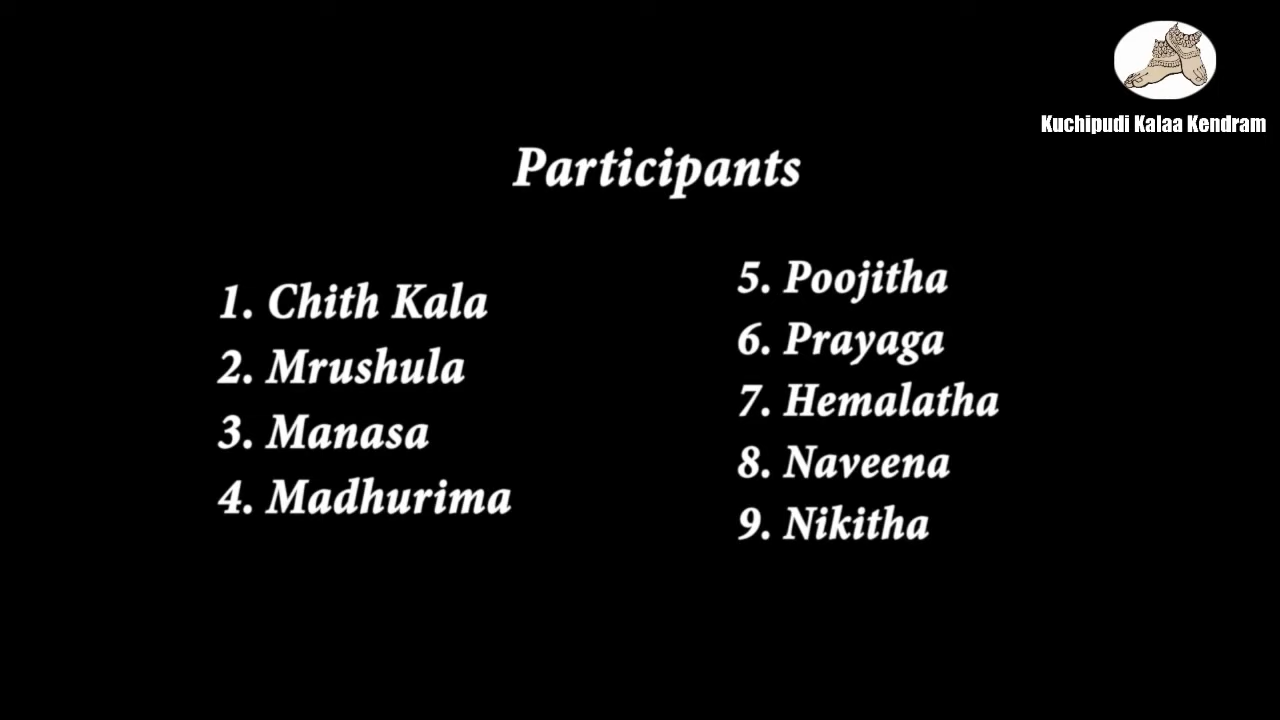 Kuchipudi Kalaa Kendram
Participants
1. Chith Kala
2. Mrushula
3. Manasa
4. Madhurima
5. Poojitha
6. Prayaga
7. Hemalatha
8. Naveena
9. Nikitha